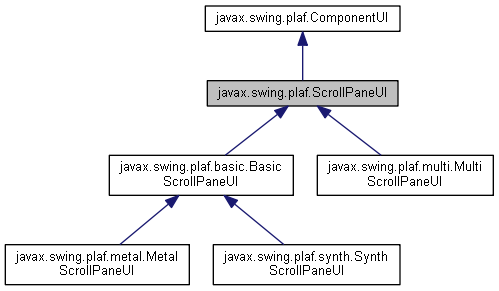 javax.swing.plaf.ComponentUI
javax.swing.plaf.ScrollPaneUI
javax.swing.plaf.basic.Basic
ScrollPaneUI
javax.swing.plaf.multi.Multi
ScrollPaneUI
javax.swing.plaf.metal.Metal
ScrollPaneUI
javax.swing.plaf.synth.Synth
ScrollPaneUI